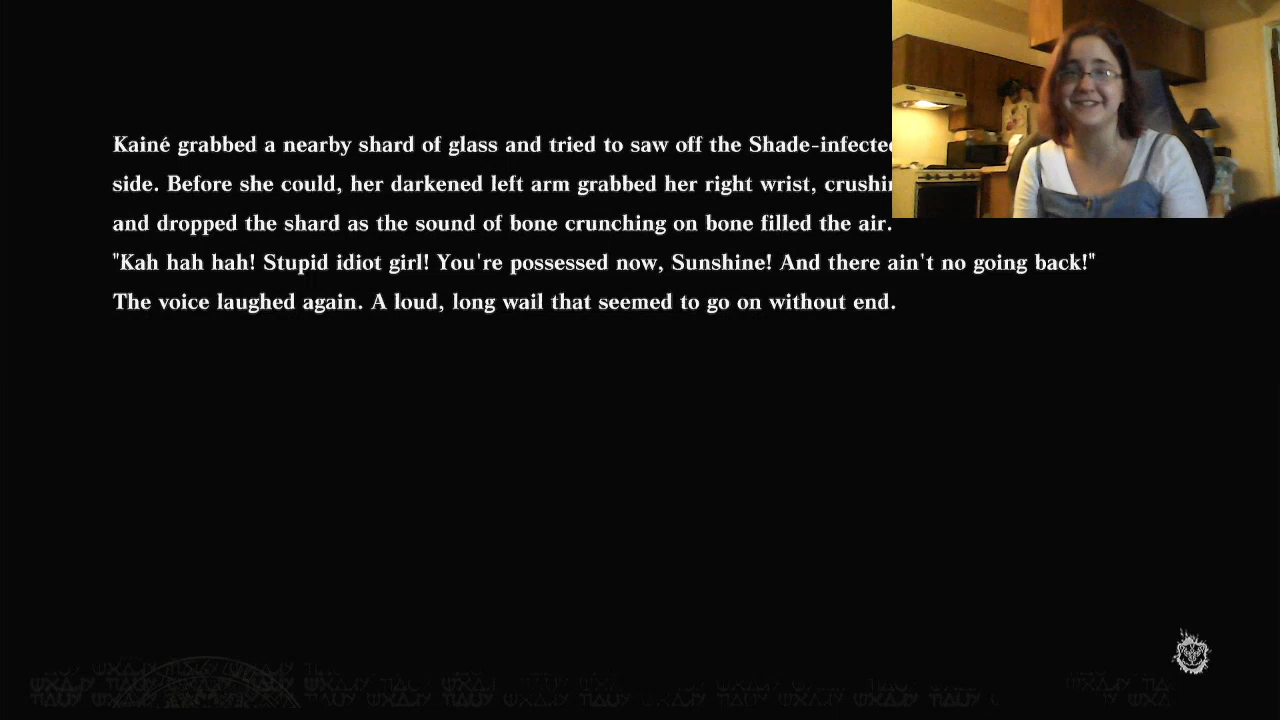 Kainé grabbed a nearby shard of glass and tried to saw off the
side. Before she could, her darkened left arm grabbed her right wrist,
and dropped the shard as the sound of bone crunching on bone filled the air.
"Kah hah hah! Stupid idiot girl! You're possessed now, Sunshine! And there ain't no going back!"
The voice laughed again. A loud, long wail that seemed to go on without end.